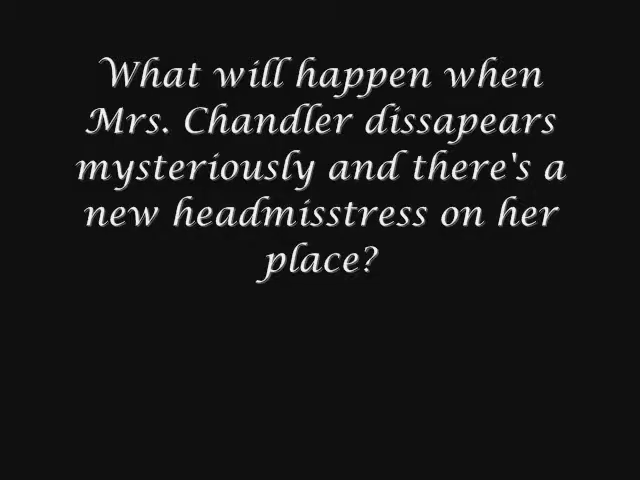 What will happen when
Mrs. Chandler dissapears
mysteriously and there's a
new headmisstress on her
place?